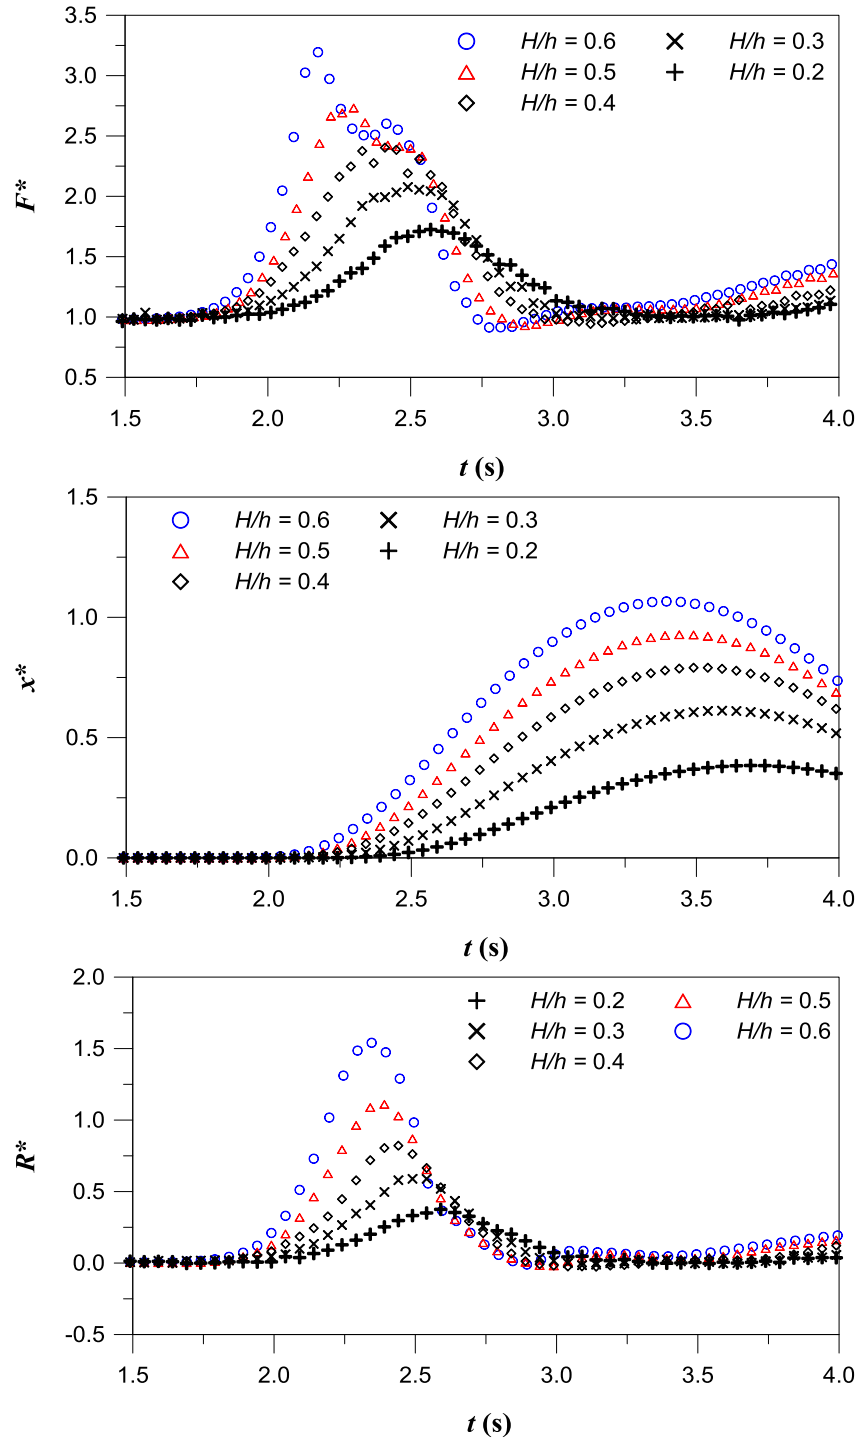 3.5
3.0
2.5
2.0
1.5
1.0
0.5
F*
H/h = 0.6
H/h = 0.3
H/h = 0.5
H/h = 0.2
H/h = 0.4
1.5 2.0 2.5 3.0 3.5 4.0
t (s)
1.5
1.0
0.5
0.0
x*
H/h = 0.6
H/h = 0.3
H/h = 0.5
H/h = 0.2
H/h = 0.4
1.5 2.0 2.5 3.0 3.5 4.0
t (s)
2.0
1.5
1.0
0.5
0.0
-0.5
R*
H/h = 0.2
H/h = 0.5
H/h = 0.3
H/h = 0.6
H/h = 0.4
1.5 2.0 2.5 3.0 3.5 4.0
t (s)